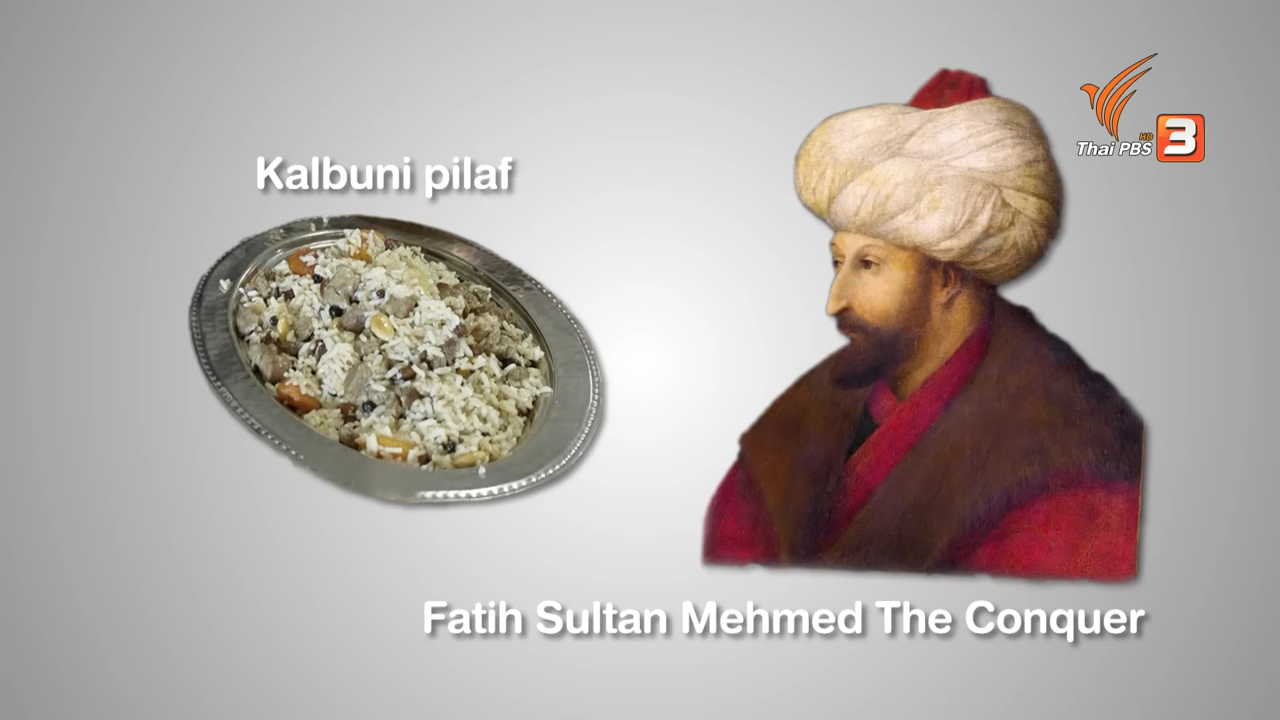 Thai PBS HD 3
Kalbuni pilaf
Fatih Sultan Mehmed The Conquer